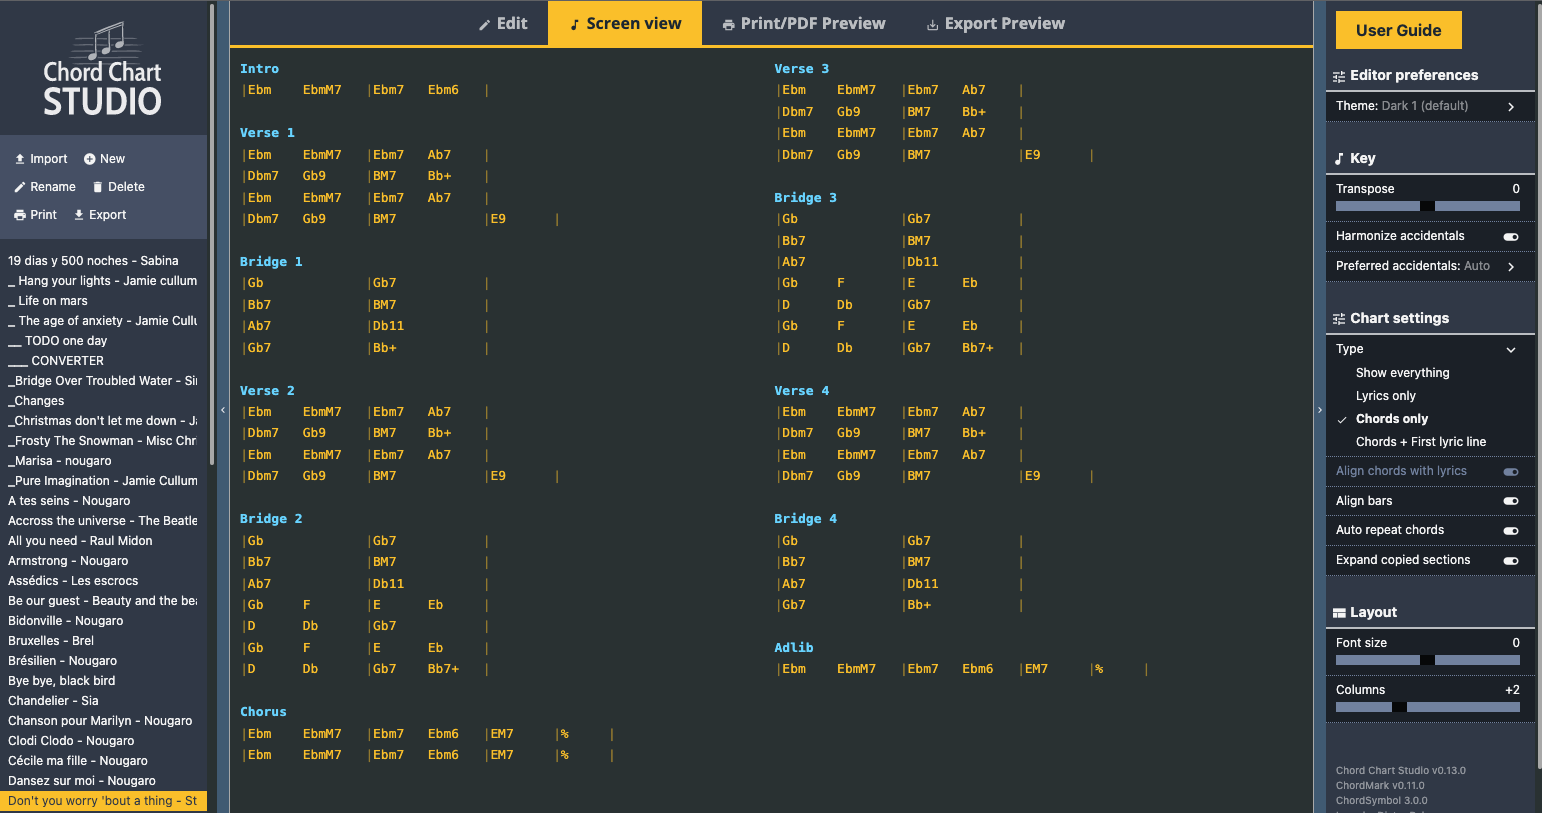 Chord Chart
STUDIO
Import New
Rename Delete
Print Export
19 dias y 500 noches - Sabina
_ Hang your lights - Jamie cullum
_ Life on mars
_ The age of anxiety - Jamie Cullu
__ TODO one day
___ CONVERTER
_Bridge Over Troubled Water - Si
_Changes
_Christmas don't let me down - Ja
_Frosty The Snowman - Misc Chri
_Marisa - nougaro
_Pure Imagination - Jamie Cullum
A tes seins - Nougaro
Accross the universe - The Beatle
All you need - Raul Midon
Armstrong - Nougaro
Assédics - Les escrocs
Be our guest - Beauty and the bea
Bidonville - Nougaro
Bruxelles - Brel
Brésilien - Nougaro
Bye bye, black bird
Chandelier - Sia
Chanson pour Marilyn - Nougaro
Clodi Clodo - Nougaro
Cécile ma fille - Nougaro
Dansez sur moi - Nougaro
Don't you worry 'bout a thing - St
Edit Screen view Print/PDF Preview Export Preview
Intro
|Ebm EbmM7 |Ebm7 Ebm6 |
Verse 1
|Ebm EbmM7 |Ebm7 Ab7 |
|Dbm7 Gb9 |BM7 Bb+ |
|Ebm EbmM7 |Ebm7 Ab7 |
|Dbm7 Gb9 |BM7 |E9 |
Bridge 1
|Gb |Gb7 |
|Bb7 |BM7 |
|Ab7 |Db11 |
|Gb7 |Bb+ |
Verse 2
|Ebm EbmM7 |Ebm7 Ab7 |
|Dbm7 Gb9 |BM7 Bb+ |
|Ebm EbmM7 |Ebm7 Ab7 |
|Dbm7 Gb9 |BM7 |E9 |
Bridge 2
|Gb |Gb7 |
|Bb7 |BM7 |
|Ab7 |Db11 |
|Gb F |E Eb |
|D Db |Gb7 |
|Gb F |E Eb |
|D Db |Gb7 Bb7+ |
Chorus
|Ebm EbmM7 |Ebm7 Ebm6 |EM7 |% |
|Ebm EbmM7 |Ebm7 Ebm6 |EM7 |% |
Verse 3
|Ebm EbmM7 |Ebm7 Ab7 |
|Dbm7 Gb9 |BM7 Bb+ |
|Ebm EbmM7 |Ebm7 Ab7 |
|Dbm7 Gb9 |BM7 |E9 |
Bridge 3
|Gb |Gb7 |
|Bb7 |BM7 |
|Ab7 |Db11 |
|Gb F |E Eb |
|D Db |Gb7 |
|Gb F |E Eb |
|D Db |Gb7 Bb7+ |
Verse 4
|Ebm EbmM7 |Ebm7 Ab7 |
|Dbm7 Gb9 |BM7 Bb+ |
|Ebm EbmM7 |Ebm7 Ab7 |
|Dbm7 Gb9 |BM7 |E9 |
Bridge 4
|Gb |Gb7 |
|Bb7 |BM7 |
|Ab7 |Db11 |
|Gb7 |Bb+ |
Adlib
|Ebm EbmM7 |Ebm7 Ebm6 |EM7 |% |
User Guide
Editor preferences
Theme: Dark 1 (default)
Key
Transpose 0
Harmonize accidentals
Preferred accidentals: Auto
Chart settings
Type
Show everything
Lyrics only
Chords only
Chords + First lyric line
Align chords with lyrics
Align bars
Auto repeat chords
Expand copied sections
Layout
Font size 0
Columns +2
Chord Chart Studio v0.13.0
ChordMark v0.11.0
ChordSymbol 3.0.0